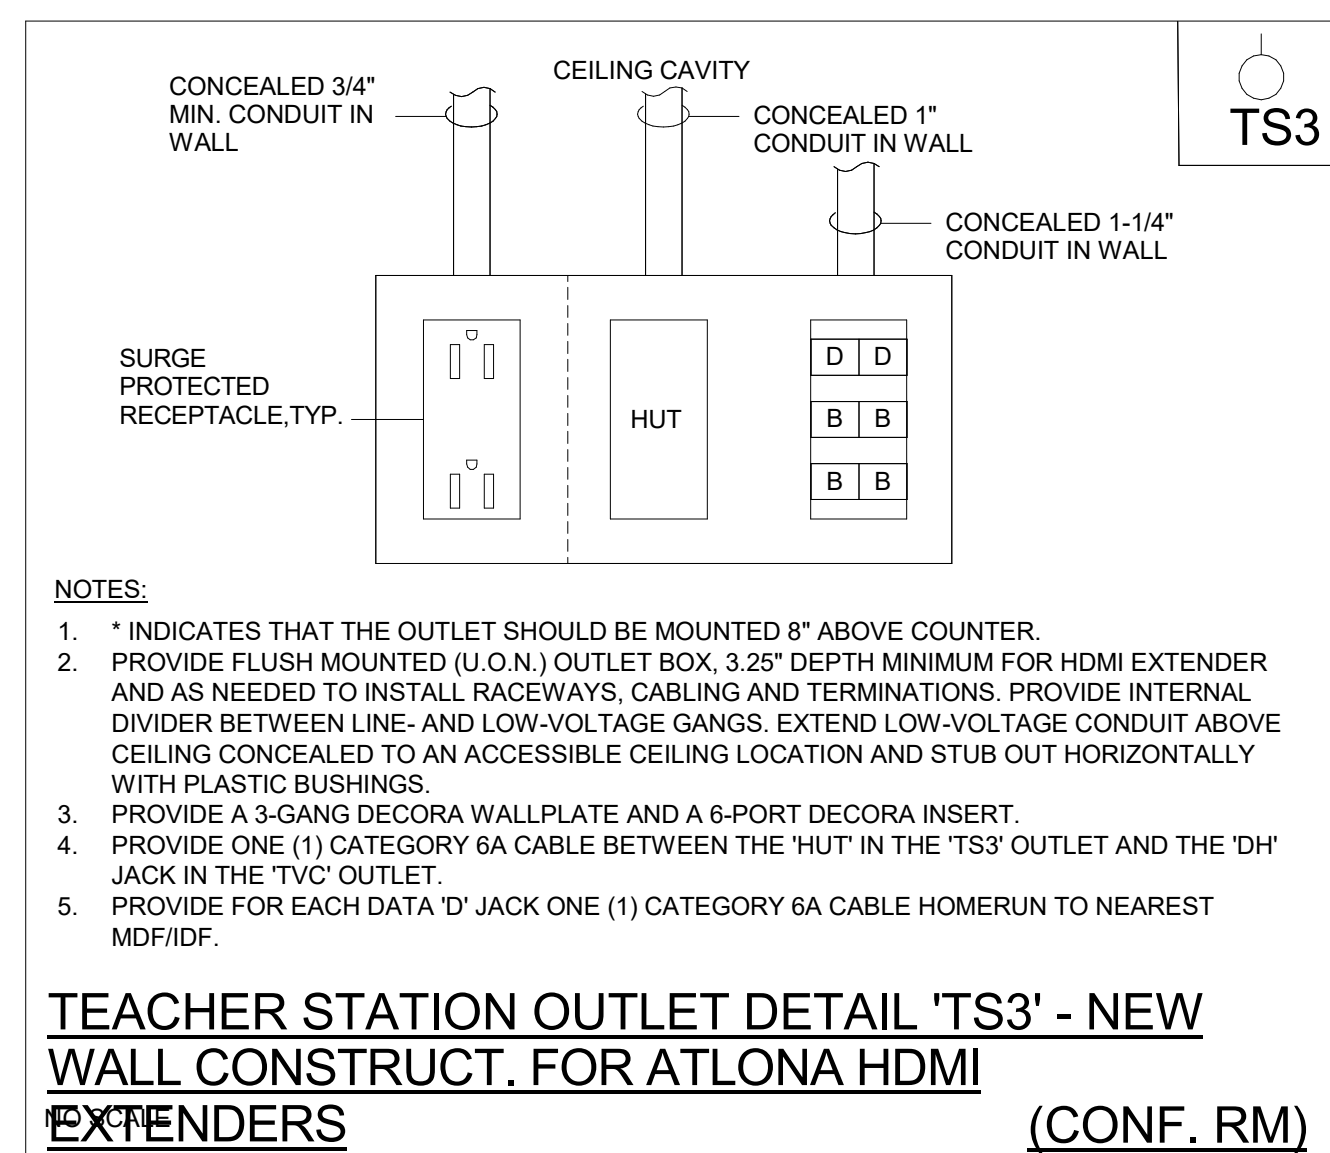 CONCEALED 3/4"
MIN. CONDUIT IN
WALL
CEILING CAVITY
CONCEALED 1"
CONDUIT IN WALL
TS3
CONCEALED 1-1/4"
CONDUIT IN WALL
SURGE
PROTECTED
RECEPTACLE,TYP.
HUT
D D
B B
B B
NOTES:
1. * INDICATES THAT THE OUTLET SHOULD BE MOUNTED 8" ABOVE COUNTER.
2. PROVIDE FLUSH MOUNTED (U.O.N.) OUTLET BOX, 3.25" DEPTH MINIMUM FOR HDMI EXTENDER
AND AS NEEDED TO INSTALL RACEWAYS, CABLING AND TERMINATIONS. PROVIDE INTERNAL
DIVIDER BETWEEN LINE- AND LOW-VOLTAGE GANGS. EXTEND LOW-VOLTAGE CONDUIT ABOVE
CEILING CONCEALED TO AN ACCESSIBLE CEILING LOCATION AND STUB OUT HORIZONTALLY
WITH PLASTIC BUSHINGS.
3. PROVIDE A 3-GANG DECORA WALLPLATE AND A 6-PORT DECORA INSERT.
4. PROVIDE ONE (1) CATEGORY 6A CABLE BETWEEN THE 'HUT' IN THE 'TS3' OUTLET AND THE 'DH'
JACK IN THE 'TVC' OUTLET.
5. PROVIDE FOR EACH DATA 'D' JACK ONE (1) CATEGORY 6A CABLE HOMERUN TO NEAREST
MDF/IDF.
TEACHER STATION OUTLET DETAIL 'TS3' - NEW
WALL CONSTRUCT. FOR ATLONA HDMI
EXTENDERS (CONF. RM)
NO SCALE